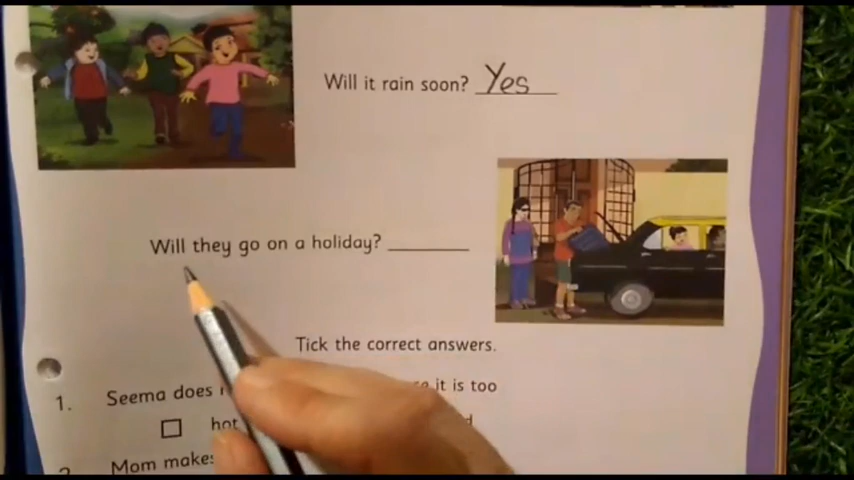 Will it rain soon? Yes
Will they go on a holiday?
Tick the correct answers.
1. Seema does it is too
hot
Mom makes